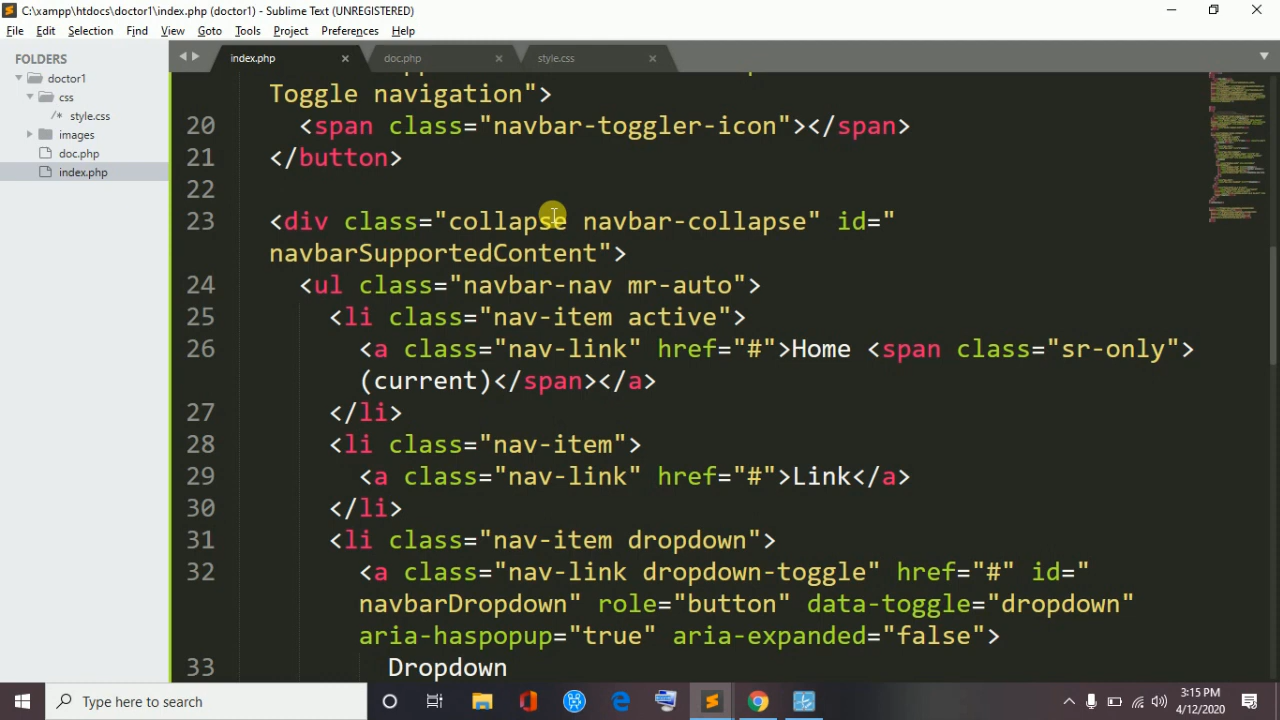 C:\xampp\htdocs\doctor1\index.php (doctor1) - Sublime Text (UNREGISTERED)
File Edit Selection Find View Goto Tools Project Preferences Help
FOLDERS
doctor1
css
/* style.css
images
doc.php
index.php
index.php × doc.php × style.css ×
Toggle navigation">
20 <span class="navbar-toggler-icon"></span>
21 </button>
22
23 <div class="collapse navbar-collapse" id="
navbarSupportedContent">
24 <ul class="navbar-nav mr-auto">
25 <li class="nav-item active">
26 <a class="nav-link" href="#">Home <span class="sr-only">
(current)</span></a>
27 </li>
28 <li class="nav-item">
29 <a class="nav-link" href="#">Link</a>
30 </li>
31 <li class="nav-item dropdown">
32 <a class="nav-link dropdown-toggle" href="#" id="
navbarDropdown" role="button" data-toggle="dropdown"
aria-haspopup="true" aria-expanded="false">
33 Dropdown
Type here to search
3:15 PM
4/12/2020